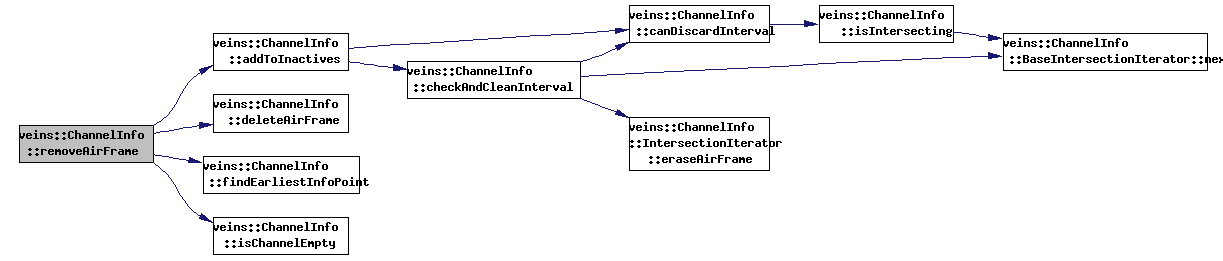 veins::ChannelInfo
::removeAirFrame
veins::ChannelInfo
::addToInactives
veins::ChannelInfo
::deleteAirFrame
veins::ChannelInfo
::findEarliestInfoPoint
veins::ChannelInfo
::isChannelEmpty
veins::ChannelInfo
::checkAndCleanInterval
veins::ChannelInfo
::canDiscardInterval
veins::ChannelInfo
::IntersectionIterator
::eraseAirFrame
veins::ChannelInfo
::isIntersecting
veins::ChannelInfo
::BaseIntersectionIterator::nex